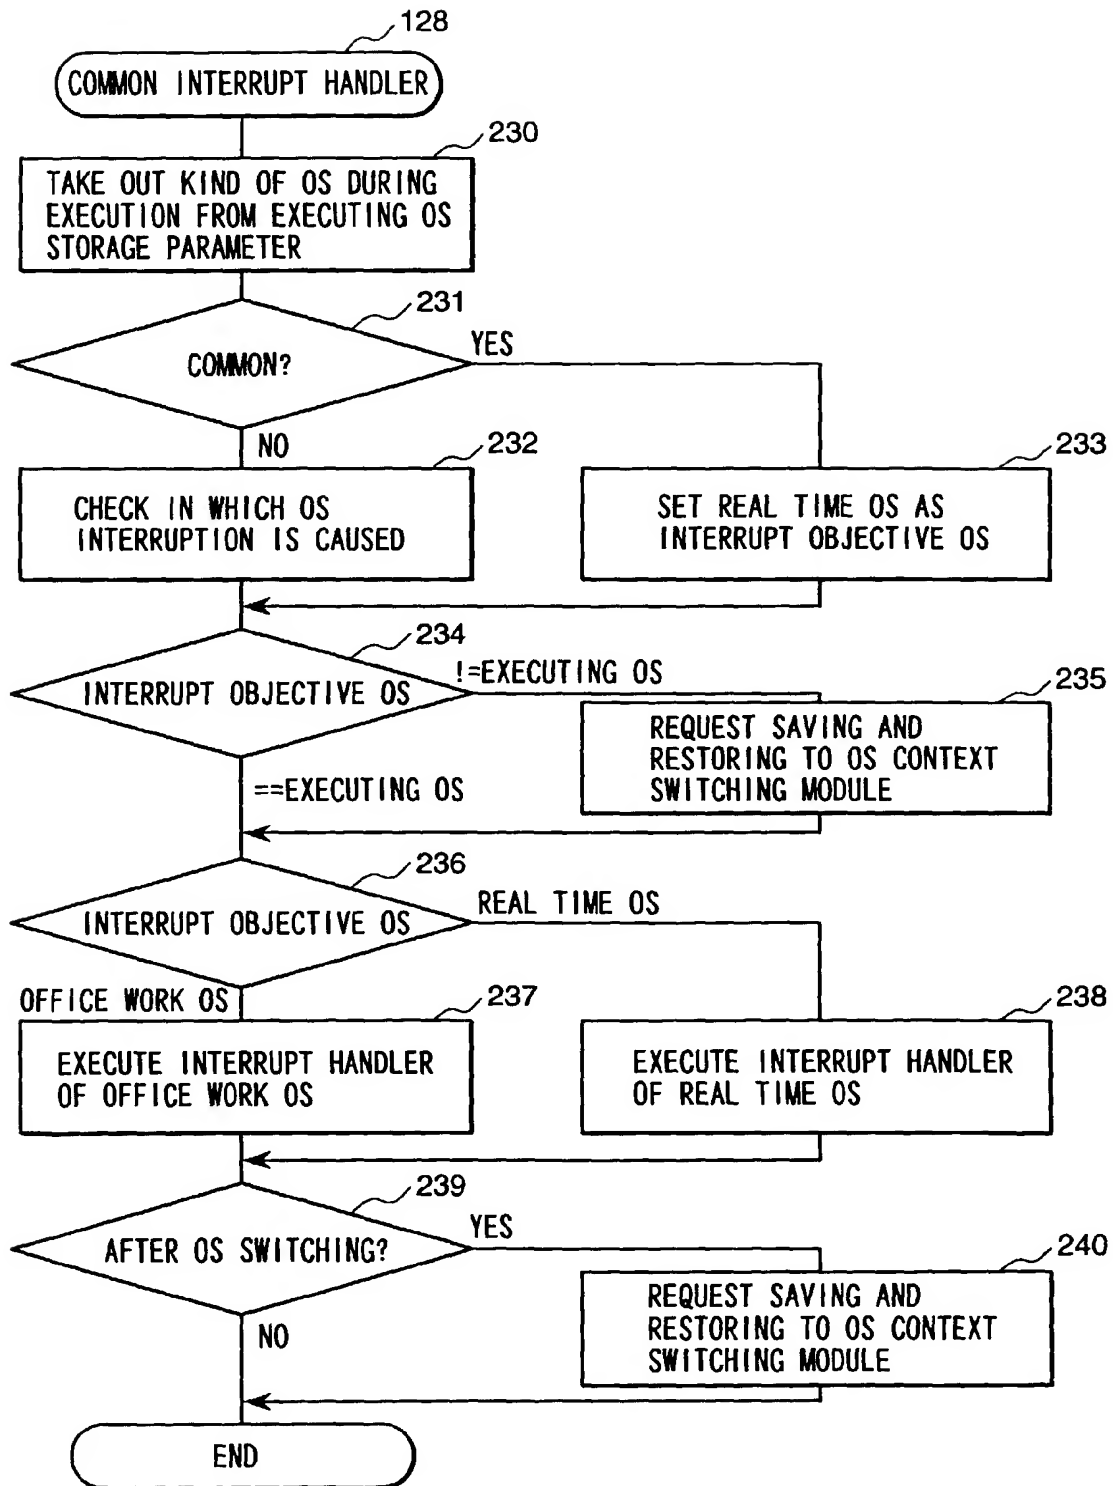 128
COMMON INTERRUPT HANDLER
230
TAKE OUT KIND OF OS DURING
EXECUTION FROM EXECUTING OS
STORAGE PARAMETER
231
COMMON?
YES
NO
232
CHECK IN WHICH OS
INTERRUPTION IS CAUSED
233
SET REAL TIME OS AS
INTERRUPT OBJECTIVE OS
234
INTERRUPT OBJECTIVE OS
!=EXECUTING OS
235
REQUEST SAVING AND
RESTORING TO OS CONTEXT
SWITCHING MODULE
==EXECUTING OS
236
INTERRUPT OBJECTIVE OS
REAL TIME OS
OFFICE WORK OS
237
EXECUTE INTERRUPT HANDLER
OF OFFICE WORK OS
238
EXECUTE INTERRUPT HANDLER
OF REAL TIME OS
239
AFTER OS SWITCHING?
YES
240
REQUEST SAVING AND
RESTORING TO OS CONTEXT
SWITCHING MODULE
NO
END